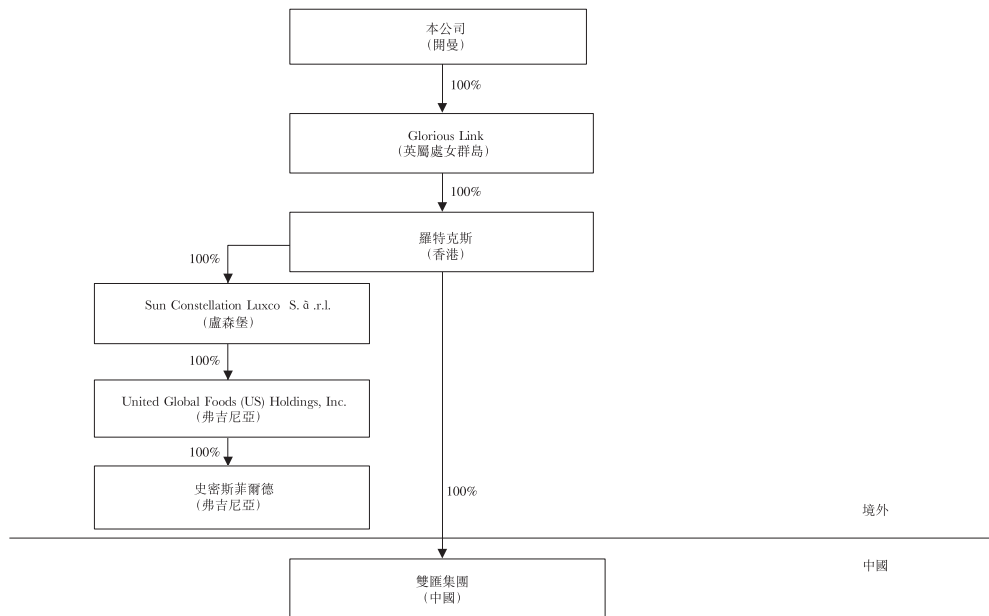 本公司
（開曼）
100%
Glorious Link
（英屬處女群島）
100%
羅特克斯
（香港）
100%
Sun Constellation Luxco S. à .r.l.
（盧森堡）
100%
United Global Foods (US) Holdings, Inc.
（弗吉尼亞）
100%
史密斯菲爾德
（弗吉尼亞）
100%
境外
中國
雙匯集團
（中國）